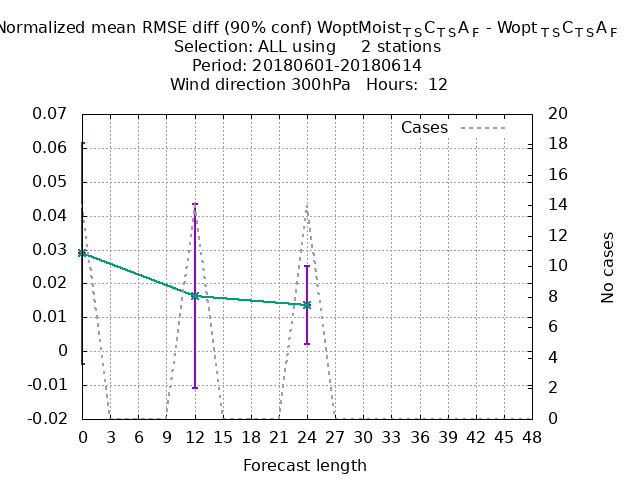 Normalized mean RMSE diff (90% conf) WoptMoistTSCTSAF - WoptTSCTSAF
Selection: ALL using 2 stations
Period: 20180601-20180614
Wind direction 300hPa Hours: 12
Cases
0.07
0.06
0.05
0.04
0.03
0.02
0.01
0
-0.01
-0.02
20
18
16
14
12
10
8
6
4
2
0
No cases
0 3 6 9 12 15 18 21 24 27 30 33 36 39 42 45 48
Forecast length